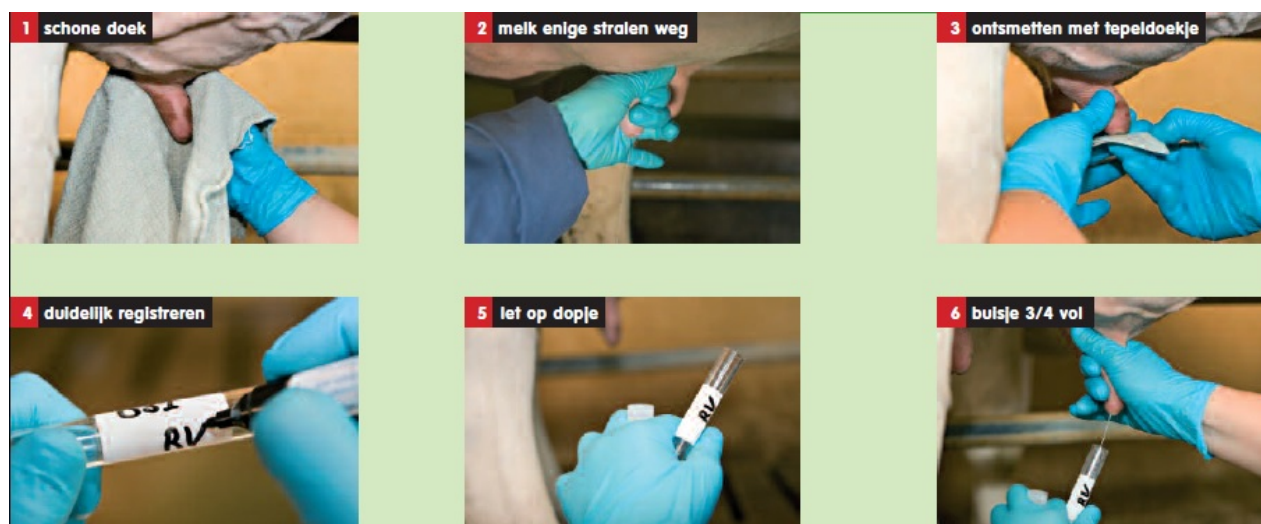 1 schone doek
2 melk enige stralen weg
3 ontsmetten met tepeldoekje
4 duidelijk registreren
5 let op dopje
6 buisje 3/4 vol
RV
RV
RV